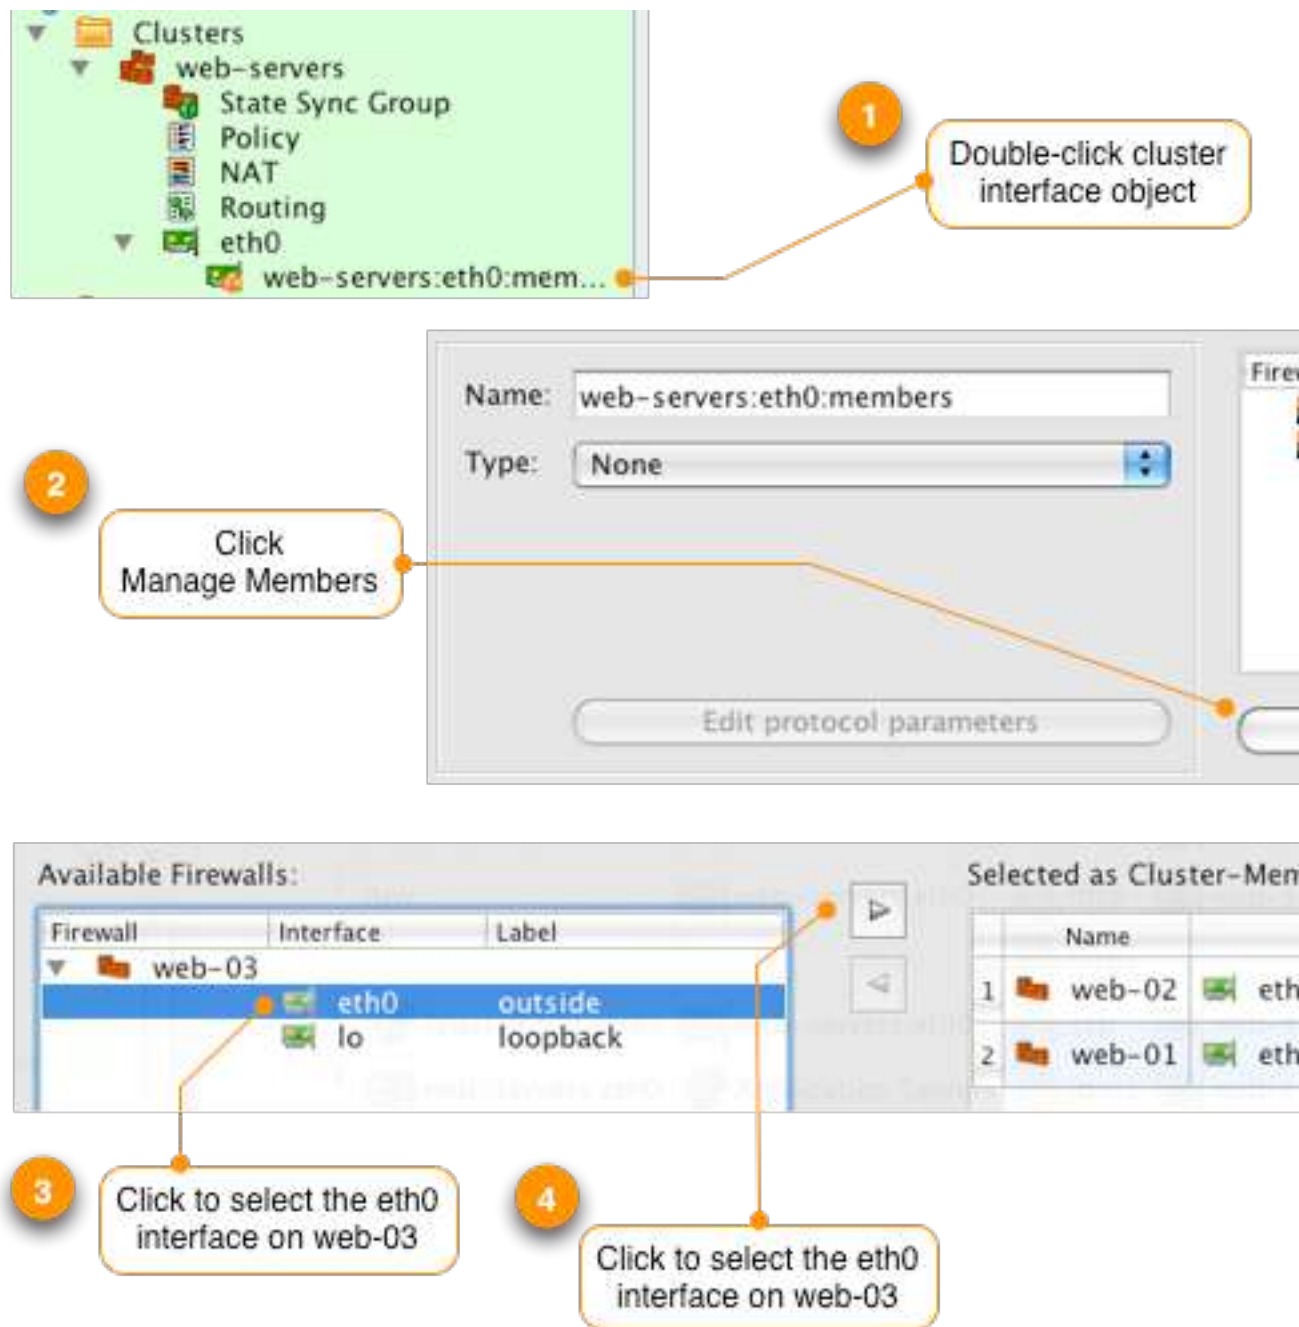 Clusters
web-servers
State Sync Group
Policy
NAT
Routing
eth0
web-servers:eth0:mem...
1
Double-click cluster
interface object
Name: web-servers:eth0:members
Type: None
2
Click
Manage Members
Edit protocol parameters
Available Firewalls:
Firewall Interface Label
web-03
eth0 outside
lo loopback
Selected as Cluster-Mem
Name
1 web-02 eth
2 web-01 eth
3
Click to select the eth0
interface on web-03
4
Click to select the eth0
interface on web-03